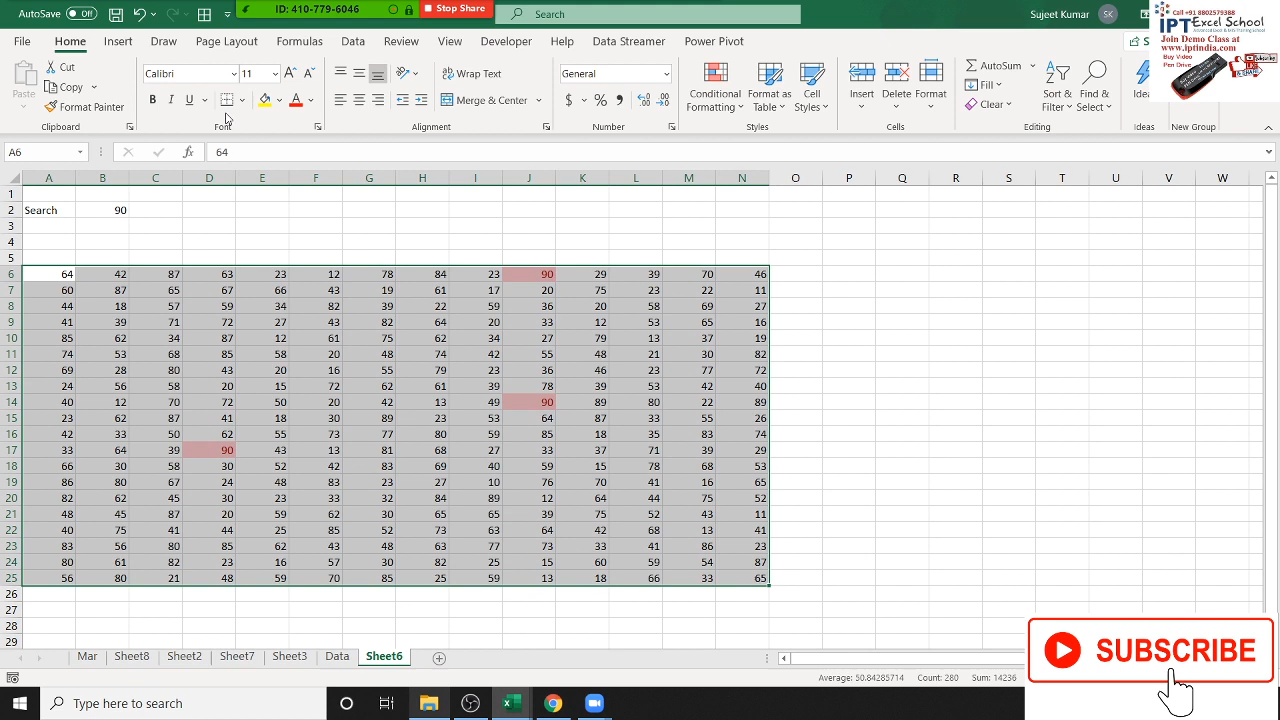 AutoSave Off ID: 410-779-6046 Stop Share Search Sujeet Kumar SK
Call +91 8802579388
IPT Excel School
Join Demo Class at
www.iptindia.com
Buy Video
Pen Drive
File Home Insert Draw Page Layout Formulas Data Review View Developer Help Data Streamer Power Pivot
Paste Cut Copy Format Painter Calibri 11 B I U Wrap Text Merge & Center General $ % Conditional Formatting Format as Table Cell Styles Insert Delete Format AutoSum Fill Clear Sort & Filter Find & Select Ideas
Clipboard Font Alignment Number Styles Cells Editing Ideas New Group
A6 fx 64
A B C D E F G H I J K L M N O P Q R S T U V W
1
2 Search 90
3
4
5
6 64 42 87 63 23 12 78 84 23 90 29 39 70 46
7 60 87 65 67 66 43 19 61 17 20 75 23 22 11
8 44 18 57 59 34 82 39 22 59 36 20 58 69 27
9 41 39 71 72 27 43 82 64 20 33 12 53 65 16
10 85 62 34 87 12 61 75 62 34 27 79 13 37 19
11 74 53 68 85 58 20 48 74 42 55 48 21 30 82
12 69 28 80 43 20 16 55 79 23 36 46 23 77 72
13 24 56 58 20 15 72 62 61 39 78 39 53 42 40
14 40 12 70 72 50 20 42 13 49 90 89 80 22 89
15 23 62 87 41 18 30 89 23 53 64 87 33 55 26
16 42 33 50 62 55 73 77 80 59 85 18 35 83 74
17 33 64 39 90 43 13 81 68 27 33 37 71 39 29
18 66 30 58 30 52 42 83 69 40 59 15 78 68 53
19 86 80 67 24 48 83 23 27 10 76 70 41 16 65
20 82 62 45 30 23 33 32 84 89 12 64 44 75 52
21 48 45 87 20 59 62 30 65 65 39 75 52 43 11
22 40 75 41 44 25 85 52 73 63 64 42 68 13 41
23 83 56 80 85 62 43 48 63 77 73 33 41 86 23
24 80 61 82 23 16 57 30 82 25 15 60 59 54 87
25 56 80 21 48 59 70 85 25 59 13 18 66 33 65
26
27
28
29
Mar Sheet8 Sheet2 Sheet7 Sheet3 Data Sheet6
Average: 50.84285714 Count: 280 Sum: 14236
SUBSCRIBE
Type here to search